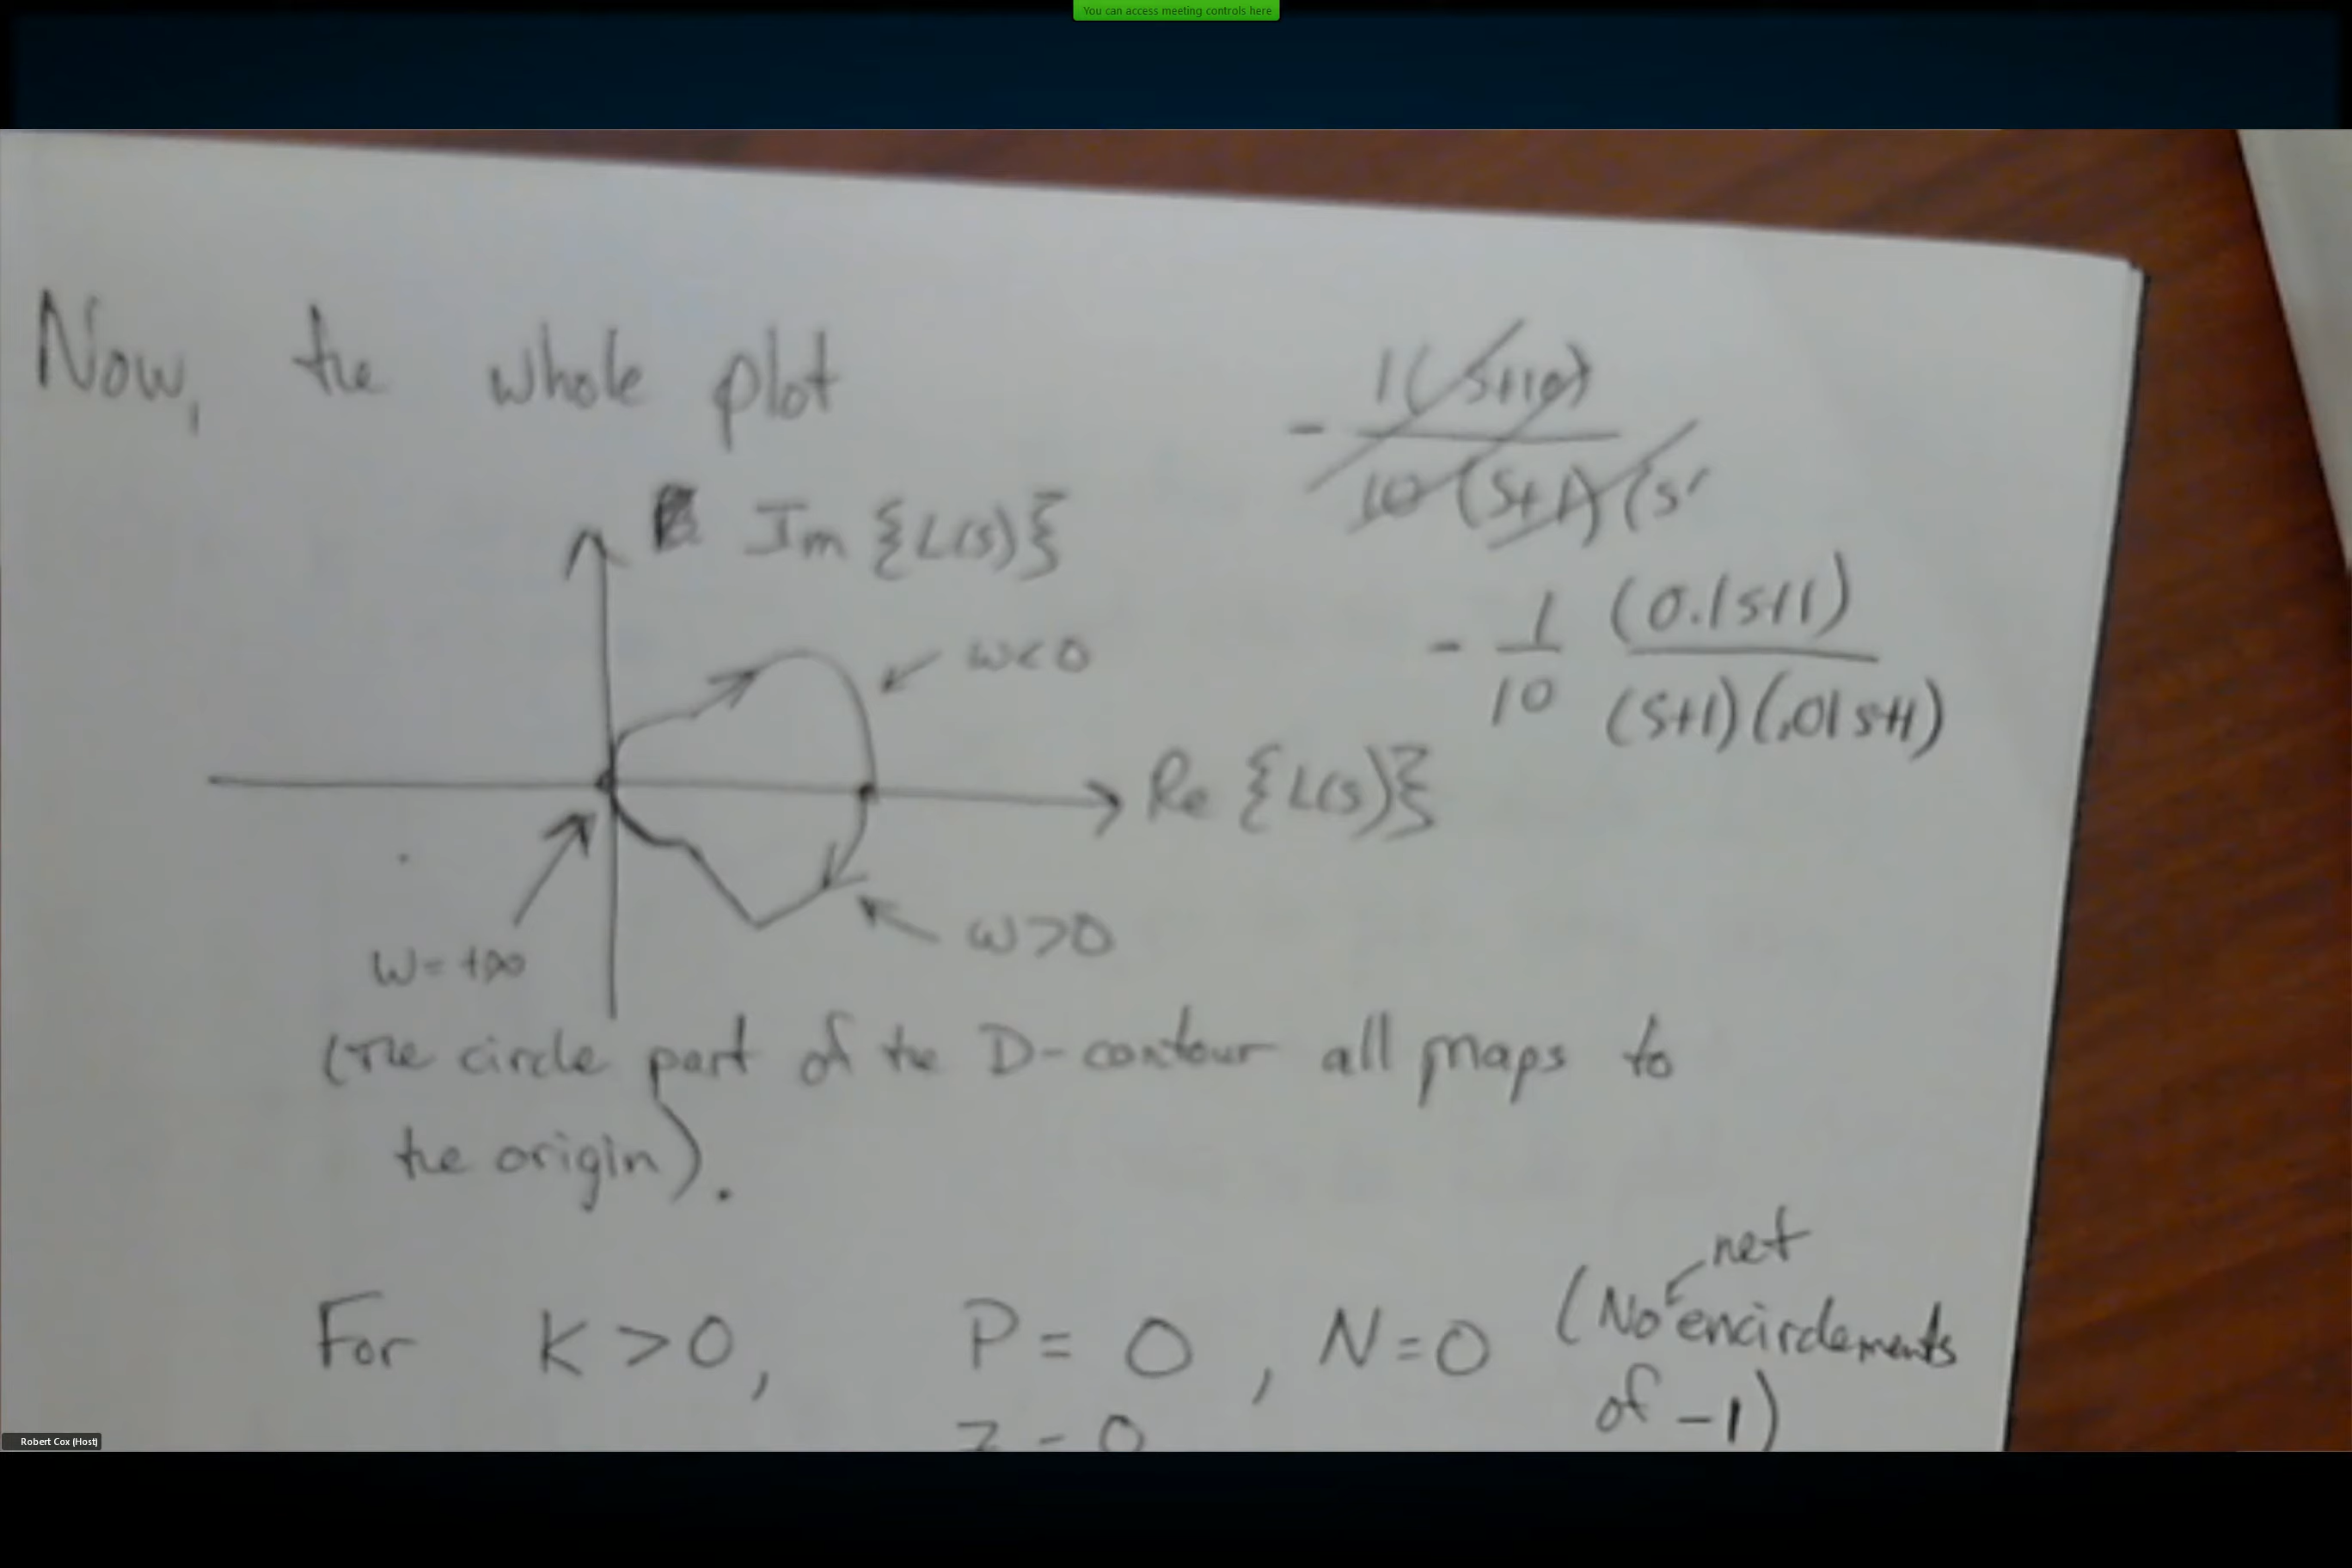 You can access meeting controls here
Now, the whole plot
- 1(s+10)
10(s+1)(s
Im {L(s)}
- 1/10 (0.1s+1)
(s+1)(.01s+1)
ω<0
Re {L(s)}
ω>0
ω=+∞
(The circle part of the D-contour all maps to
the origin).
net
For K>0, P=0, N=0 (No encirclements
of -1)
Z=0
Robert Cox (Host)